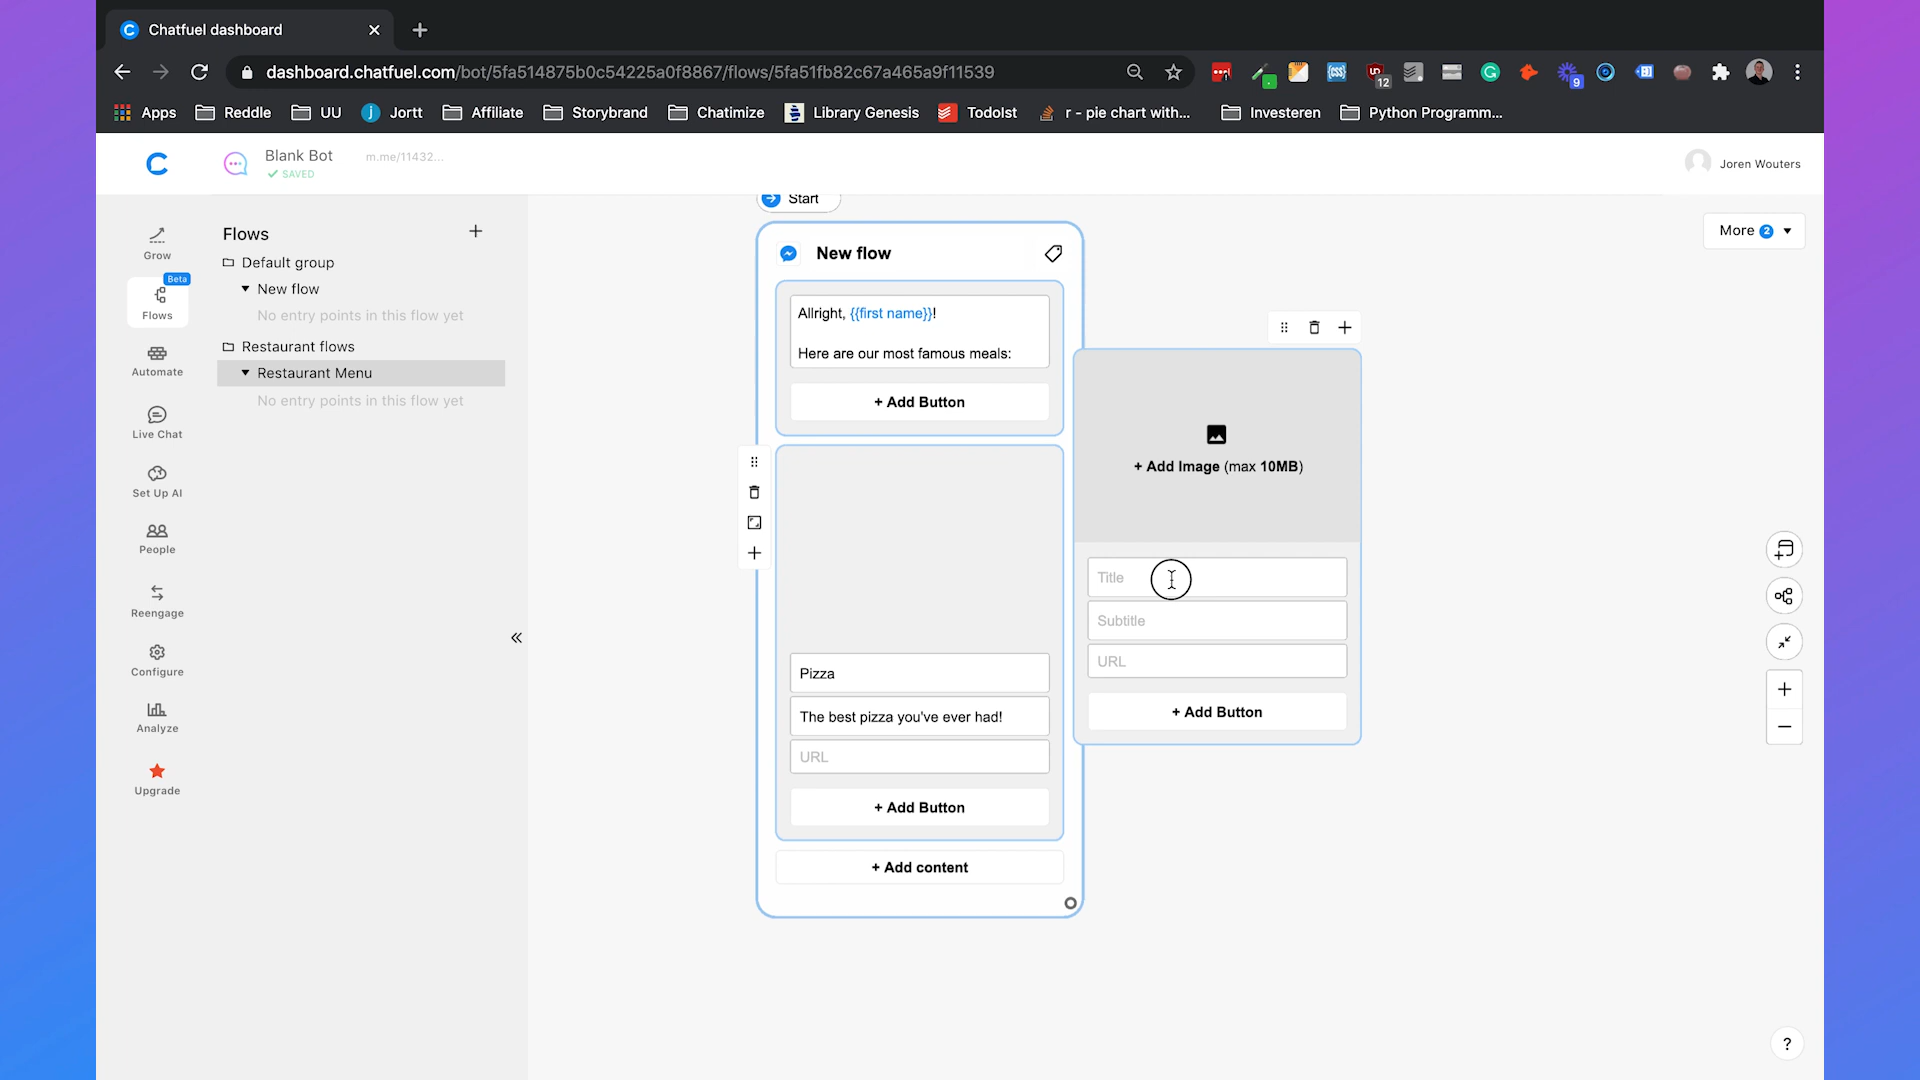 Chatfuel dashboard
dashboard.chatfuel.com/bot/5fa514875b0c54225a0f8867/flows/5fa51fb82c67a465a9f11539
12
9
Apps Reddle UU Jortt Affiliate Storybrand Chatimize Library Genesis TodoIst r - pie chart with... Investeren Python Programm...
Blank Bot
m.me/11432...
SAVED
Joren Wouters
Grow
Beta
Flows
Automate
Live Chat
Set Up AI
People
Reengage
Configure
Analyze
Upgrade
Flows
Default group
New flow
No entry points in this flow yet
Restaurant flows
Restaurant Menu
No entry points in this flow yet
Start
New flow
Allright, {{first name}}!
Here are our most famous meals:
+ Add Button
Pizza
The best pizza you've ever had!
URL
+ Add Button
+ Add content
+ Add Image (max 10MB)
Title
Subtitle
URL
+ Add Button
More 2
?